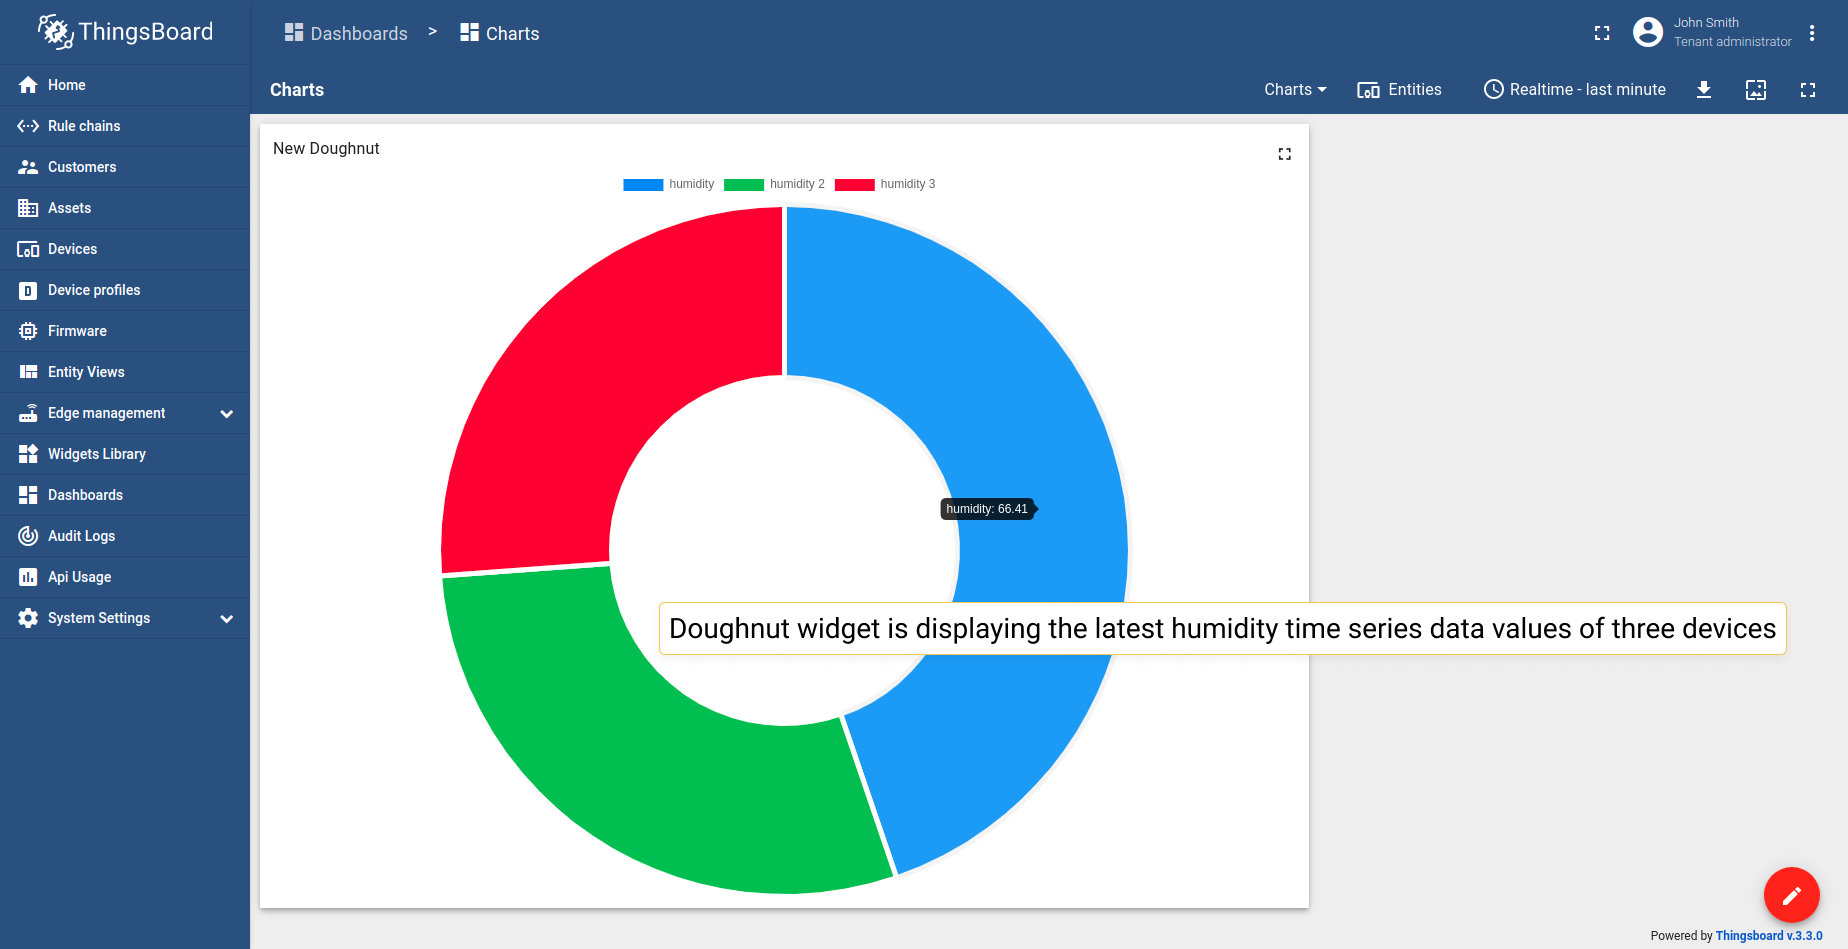 ThingsBoard
Dashboards > Charts
John Smith
Tenant administrator
Home
Rule chains
Customers
Assets
Devices
Device profiles
Firmware
Entity Views
Edge management
Widgets Library
Dashboards
Audit Logs
Api Usage
System Settings
Charts
Charts Entities Realtime - last minute
New Doughnut
humidity humidity 2 humidity 3
humidity: 66.41
Doughnut widget is displaying the latest humidity time series data values of three devices
Powered by Thingsboard v.3.3.0